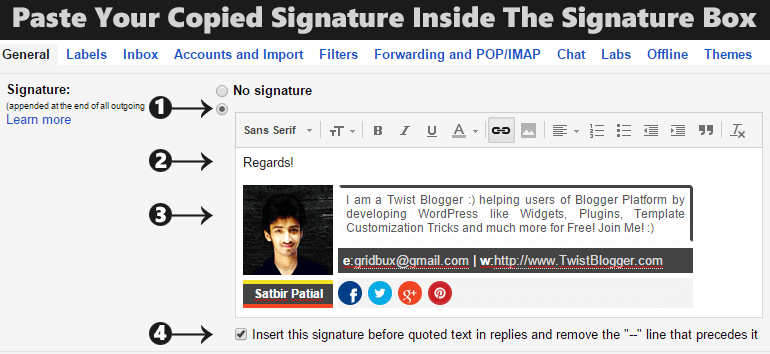 Paste Your Copied Signature Inside The Signature Box
General Labels Inbox Accounts and Import Filters Forwarding and POP/IMAP Chat Labs Offline Themes
Signature:
(appended at the end of all outgoing
Learn more
No signature
1
Sans Serif
2
Regards!
3
I am a Twist Blogger :) helping users of Blogger Platform by
developing WordPress like Widgets, Plugins, Template
Customization Tricks and much more for Free! Join Me! :)
e:gridbux@gmail.com | w:http://www.TwistBlogger.com
Satbir Patial
4
Insert this signature before quoted text in replies and remove the "--" line that precedes it